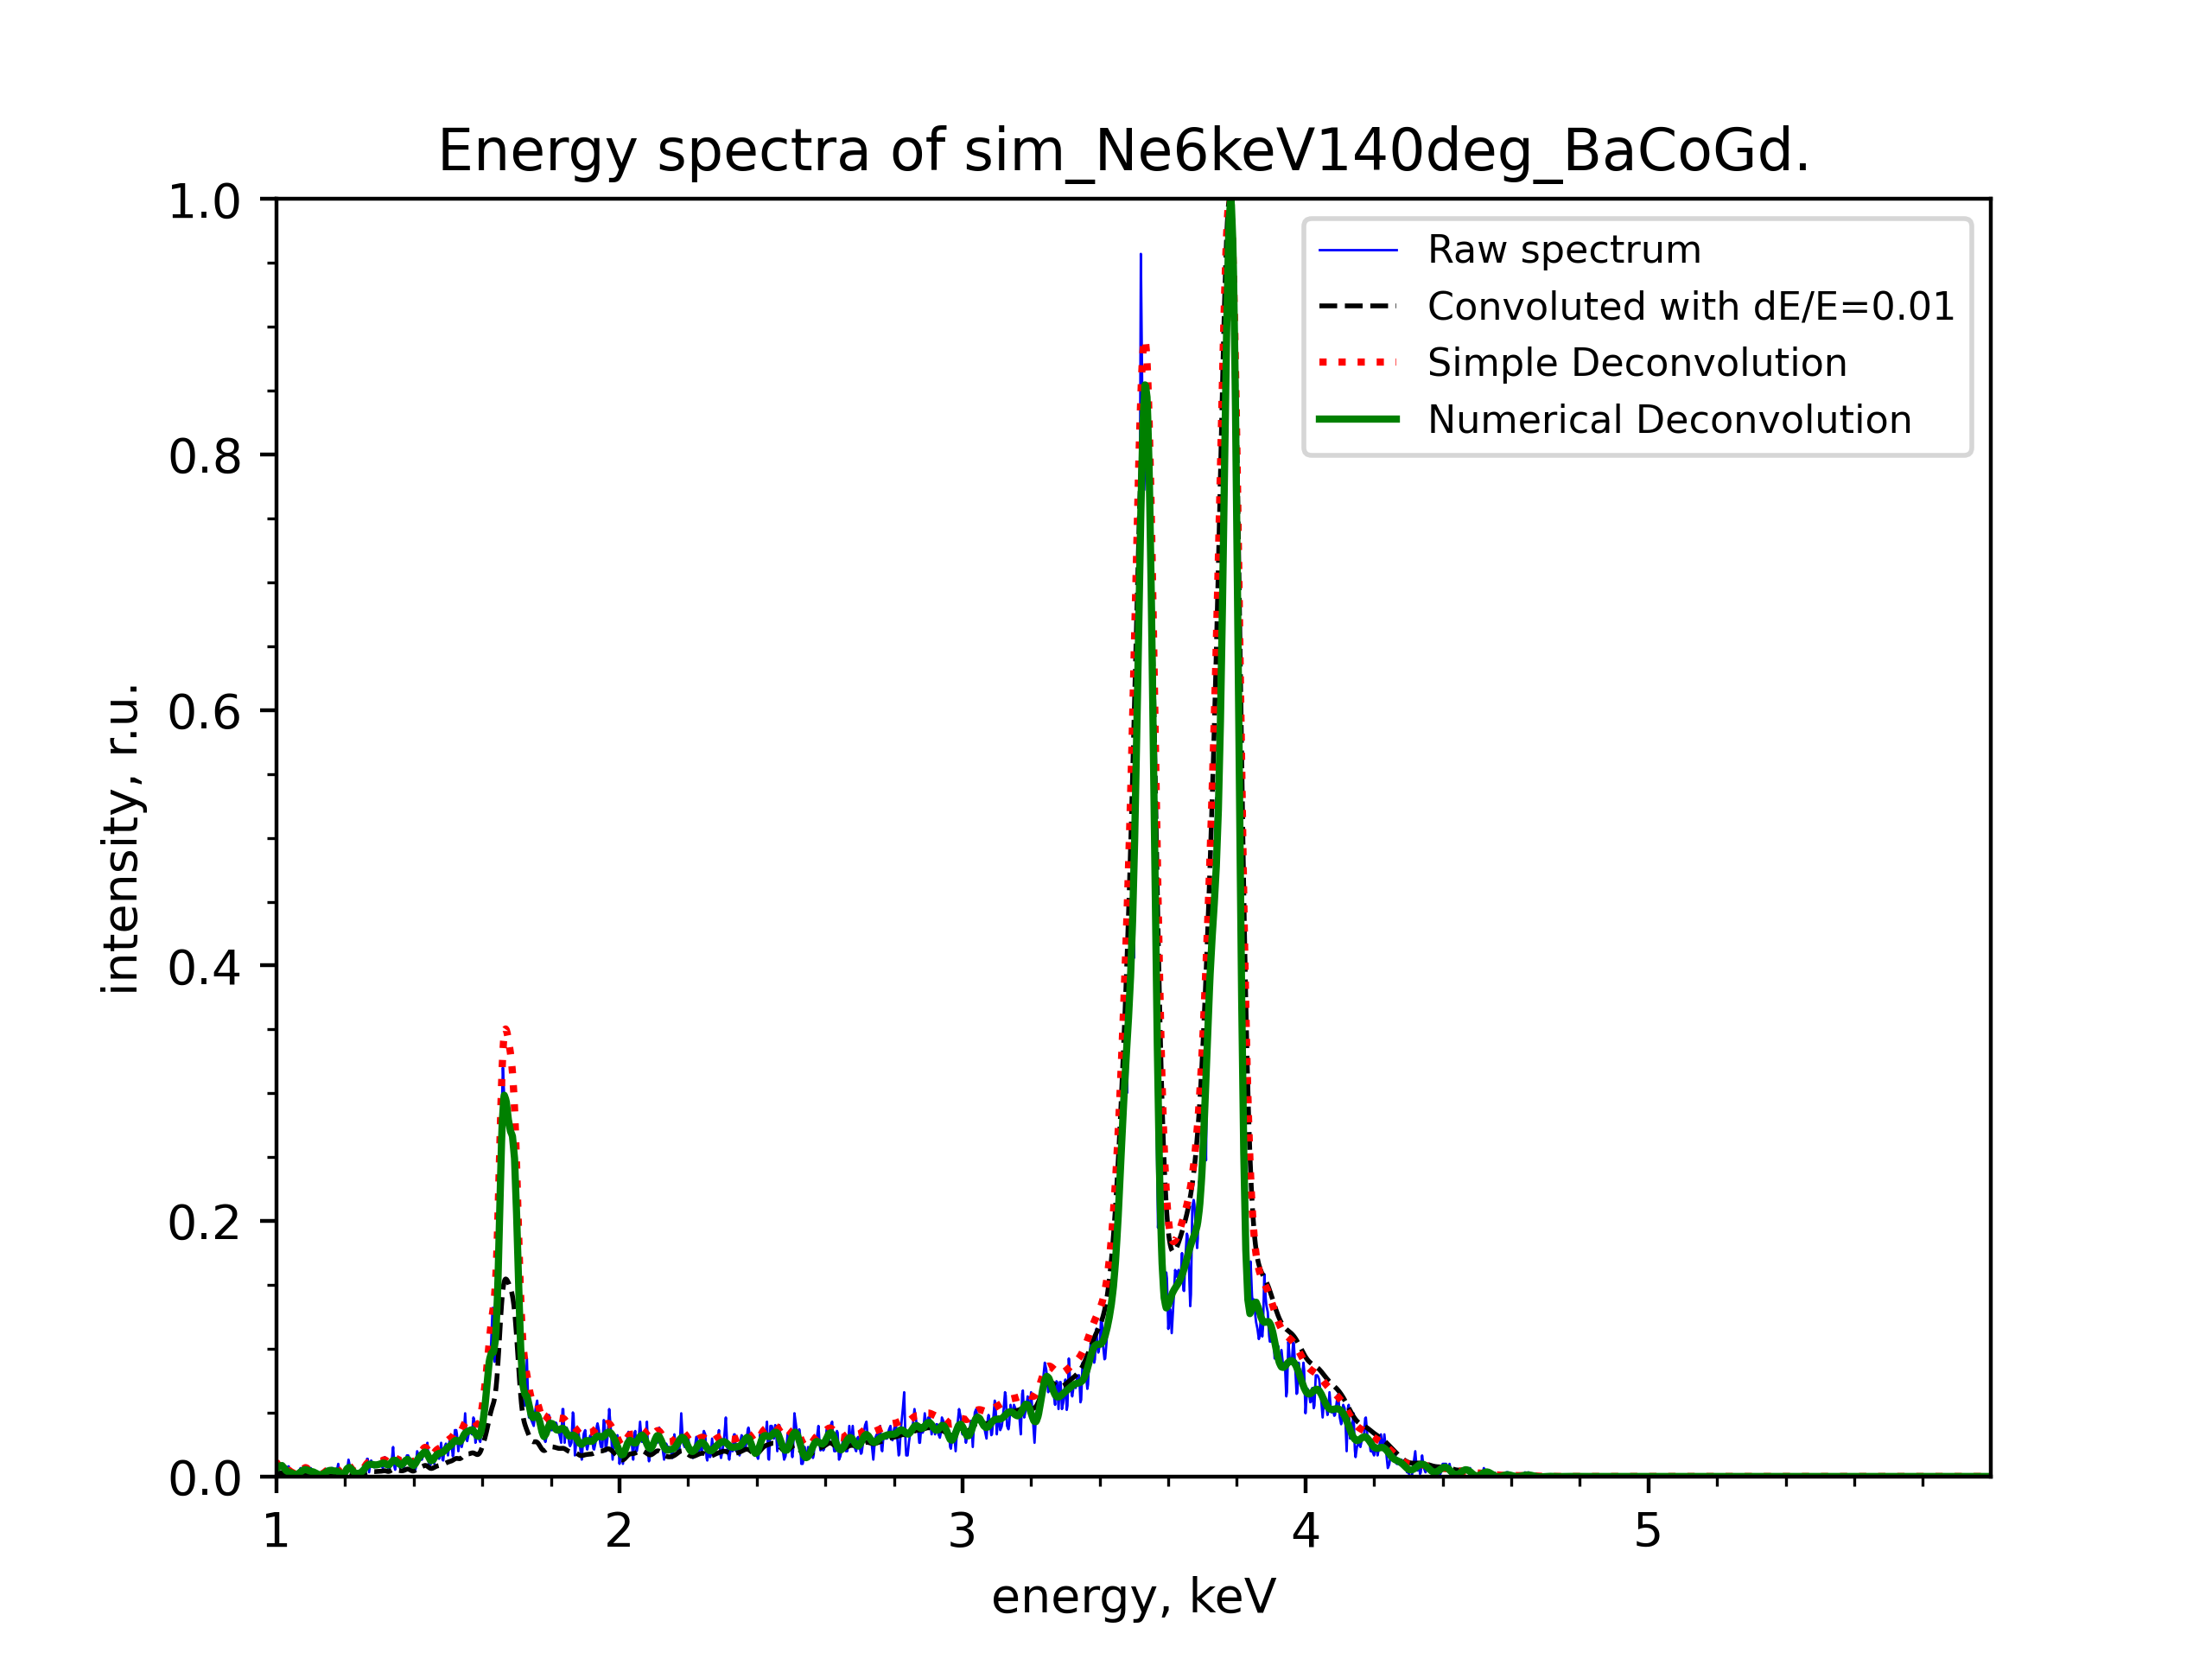 Energy spectra of sim_Ne6keV140deg_BaCoGd.
1.0
0.8
0.6
0.4
0.2
0.0
intensity, r.u.
Raw spectrum
Convoluted with dE/E=0.01
Simple Deconvolution
Numerical Deconvolution
1 2 3 4 5
energy, keV